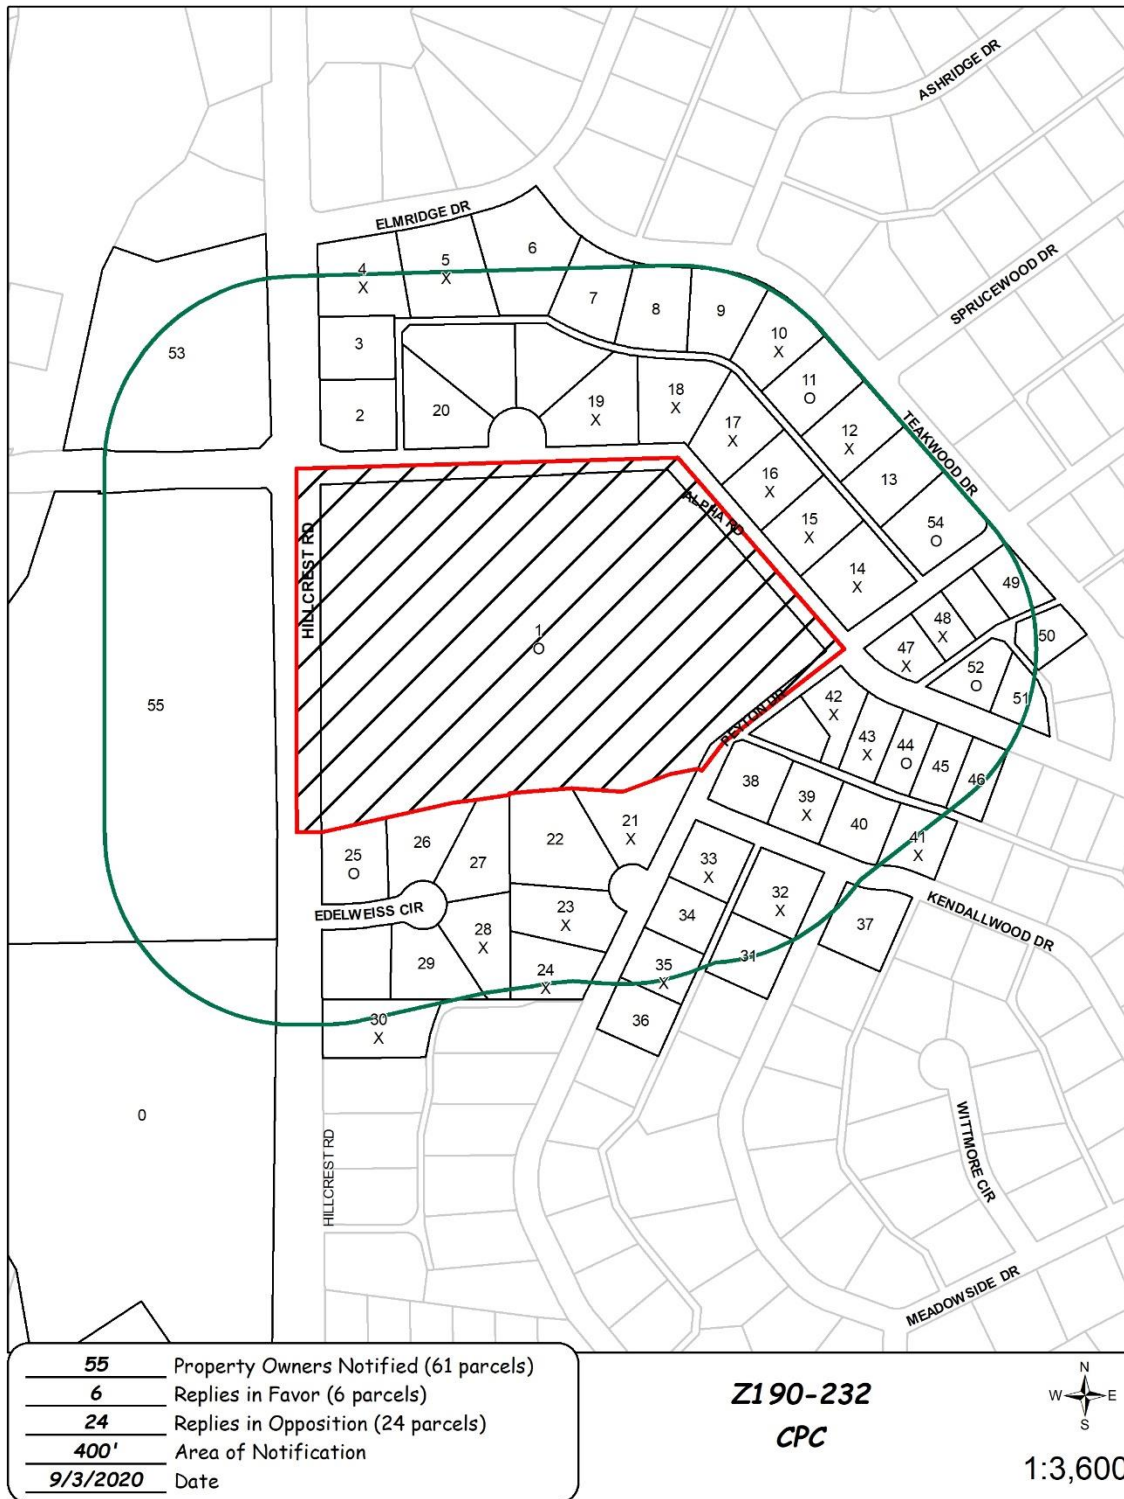 ASHRIDGE DR
ELMRIDGE DR
SPRUCEWOOD DR
4
X
5
X
6
7
8
9
10
X
11
O
53
3
2
20
19
X
18
X
17
X
12
X
TEAKWOOD DR
13
16
X
15
X
54
O
14
X
ALPHA RD
HILLCREST RD
1
O
49
48
X
50
47
X
52
O
51
55
PEYTON DR
42
X
43
X
44
O
45
46
38
39
X
40
41
X
21
X
22
26
25
O
27
33
X
32
X
EDELWEISS CIR
23
X
34
28
X
29
24
X
35
X
31
37
KENDALLWOOD DR
30
X
36
0
HILLCREST RD
WITTMORE CIR
MEADOWSIDE DR
55 Property Owners Notified (61 parcels)
6 Replies in Favor (6 parcels)
24 Replies in Opposition (24 parcels)
400' Area of Notification
9/3/2020 Date
Z190-232
CPC
N
W E
S
1:3,600